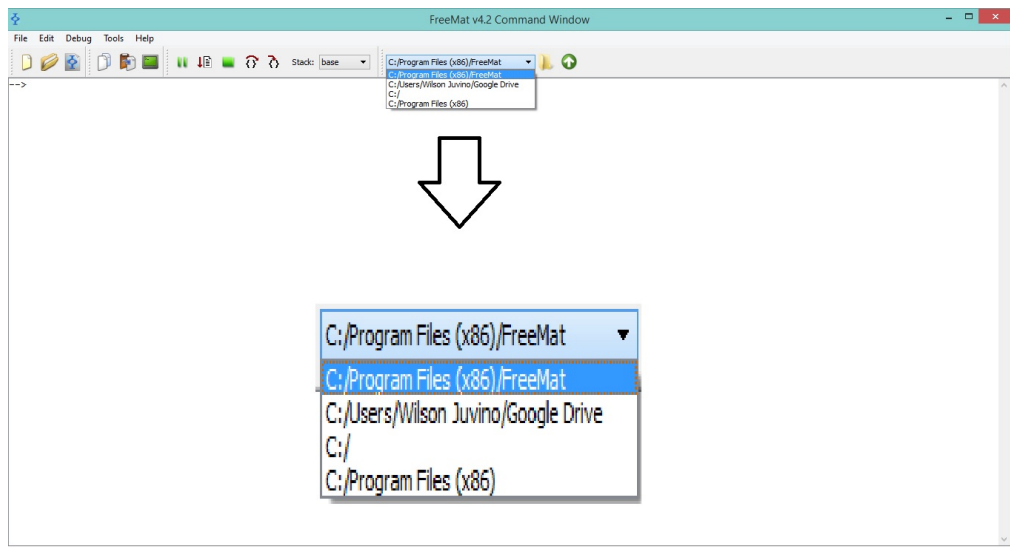 FreeMat v4.2 Command Window
File Edit Debug Tools Help
Stack: base C:/Program Files (x86)/FreeMat
C:/Program Files (x86)/FreeMat
C:/Users/Wilson Juvino/Google Drive
C:/
C:/Program Files (x86)
-->
C:/Program Files (x86)/FreeMat
C:/Program Files (x86)/FreeMat
C:/Users/Wilson Juvino/Google Drive
C:/
C:/Program Files (x86)